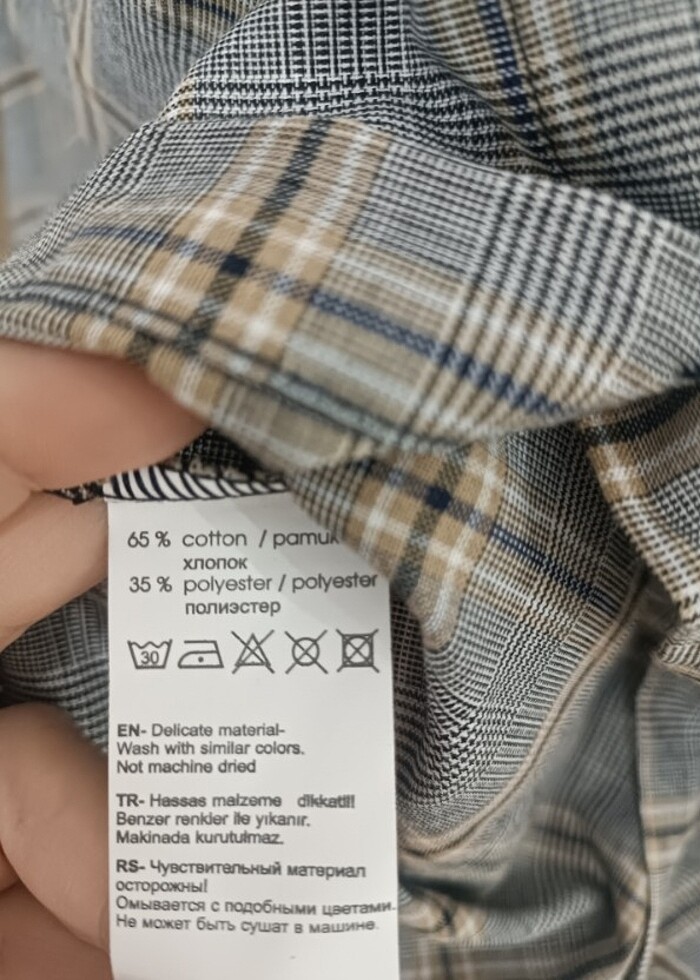 65 % cotton / pamuk
хлопок
35 % polyester / polyester
полиэстер
30
EN- Delicate material-
Wash with similar colors.
Not machine dried
TR- Hassas malzeme dikkatli!
Benzer renkler ile yıkanır.
Makinada kurutulmaz.
RS- Чувствительный материал
осторожны!
Омывается с подобными цветами.
Не может быть сушат в машине.